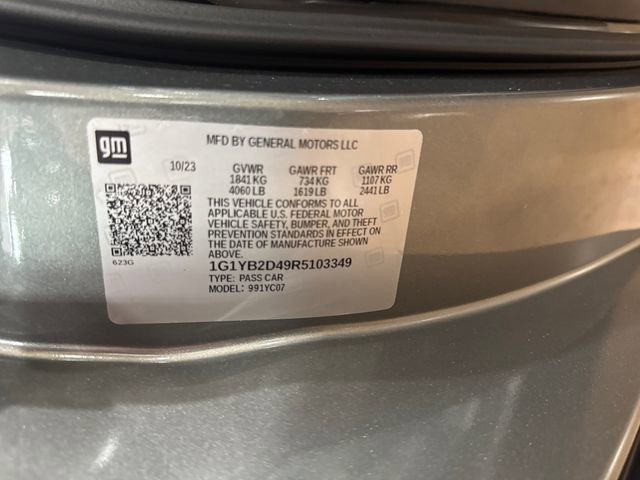 gm
MFD BY GENERAL MOTORS LLC
10/23 GVWR GAWR FRT GAWR RR
1841 KG 734 KG 1107 KG
4060 LB 1619 LB 2441 LB
THIS VEHICLE CONFORMS TO ALL
APPLICABLE U.S. FEDERAL MOTOR
VEHICLE SAFETY, BUMPER, AND THEFT
PREVENTION STANDARDS IN EFFECT ON
THE DATE OF MANUFACTURE SHOWN
ABOVE.
623G
1G1YB2D49R5103349
TYPE: PASS CAR
MODEL: 991YC07